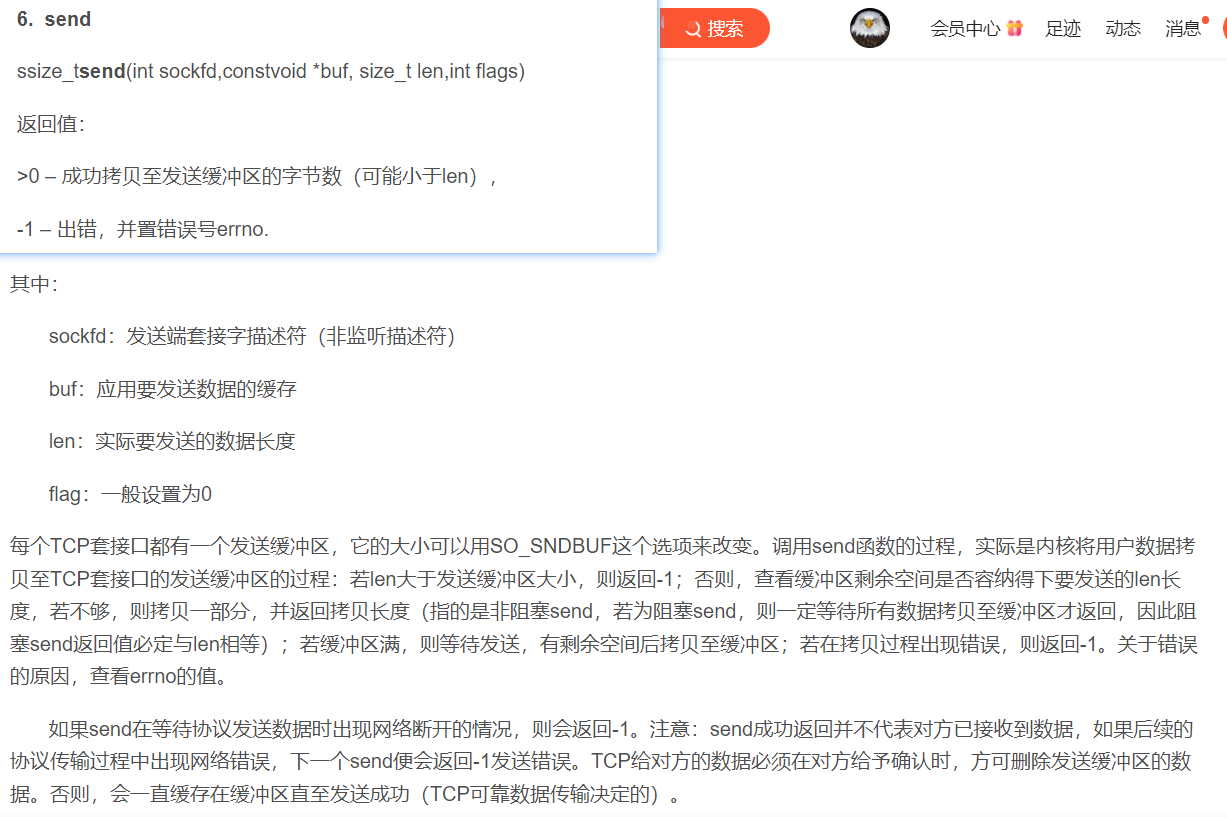 6. send
搜索
会员中心
足迹
动态
消息
ssize_tsend(int sockfd,constvoid *buf, size_t len,int flags)
返回值：
>0 – 成功拷贝至发送缓冲区的字节数（可能小于len）,
-1 – 出错，并置错误号errno.
其中：
sockfd：发送端套接字描述符（非监听描述符）
buf：应用要发送数据的缓存
len：实际要发送的数据长度
flag：一般设置为0
每个TCP套接口都有一个发送缓冲区，它的大小可以用SO_SNDBUF这个选项来改变。调用send函数的过程，实际是内核将用户数据拷
贝至TCP套接口的发送缓冲区的过程：若len大于发送缓冲区大小，则返回-1；否则，查看缓冲区剩余空间是否容纳得下要发送的len长
度，若不够，则拷贝一部分，并返回拷贝长度（指的是非阻塞send，若为阻塞send，则一定等待所有数据拷贝至缓冲区才返回，因此阻
塞send返回值必定与len相等）；若缓冲区满，则等待发送，有剩余空间后拷贝至缓冲区；若在拷贝过程出现错误，则返回-1。关于错误
的原因，查看errno的值。
如果send在等待协议发送数据时出现网络断开的情况，则会返回-1。注意：send成功返回并不代表对方已接收到数据，如果后续的
协议传输过程中出现网络错误，下一个send便会返回-1发送错误。TCP给对方的数据必须在对方给予确认时，方可删除发送缓冲区的数
据。否则，会一直缓存在缓冲区直至发送成功（TCP可靠数据传输决定的）。